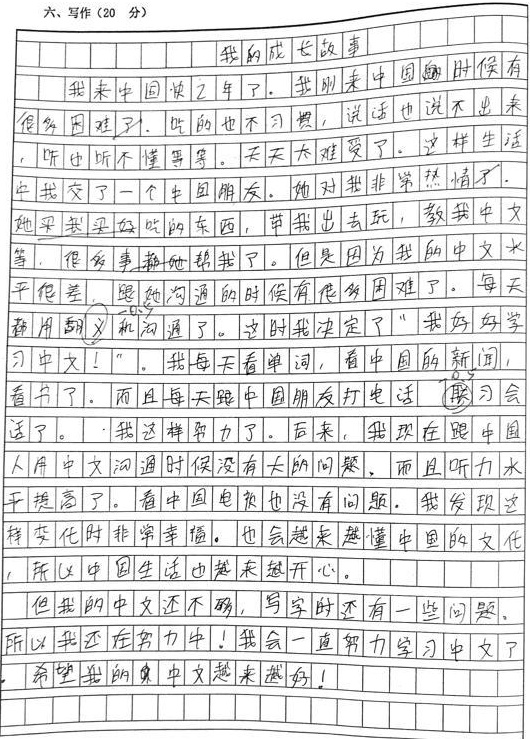 六、写作(20 分)
我的成长故事
我来中国快2年了。我刚来中国的时候有
很多困难了。吃的也不习惯，说话也说不出来
，听也听不懂等等。天天太难受了。这样生活
中我交了一个中国朋友。她对我非常热情了。
她买我买好吃的东西，带我出去玩，教我中文
等，很多事都她帮我了。但是因为我的中文水
平很差，跟她沟通的时候有很多困难了。每天
都用翻义机沟通了。这时我决定了"我好好学
-0.5
习中文！"。我每天看单词，看中国的新闻，
看书了。而且每天跟中国朋友打电话联习会
-0.5
话了。我这样努力了。后来，我现在跟中国
人用中文沟通时候没有大的问题、而且听力水
平提高了。看中国电视也没有问题。我发现这
样变化时非常幸福。也会越来越懂中国的文化
，所以中国生活也越来越开心。
但我的中文还不够，写字时还有一些问题。
所以我还在努力中！我会一直努力学习中文了
。希望我的中文越来越好！